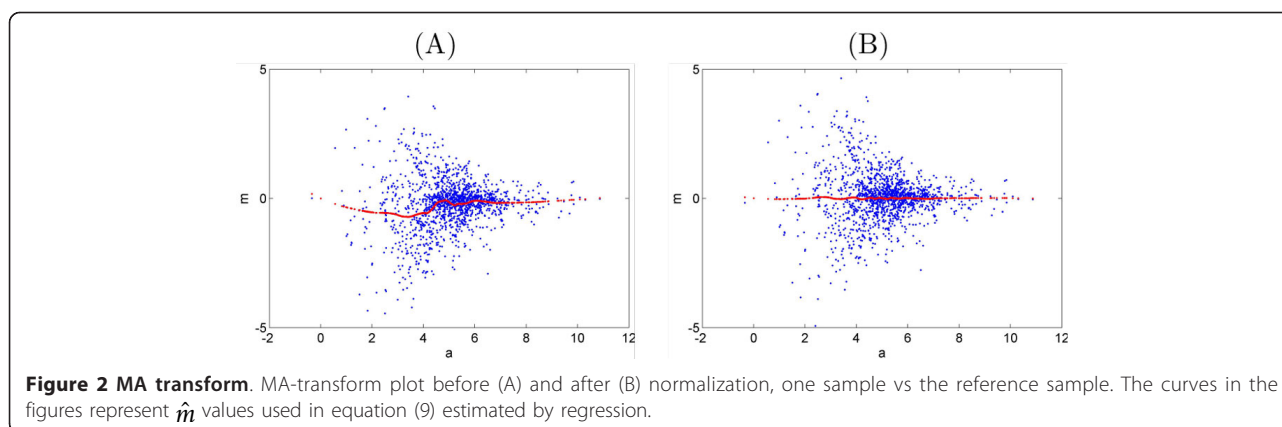 (A)
(B)
5
0
-5
m
-2 0 2 4 6 8 10 12
a
5
0
-5
m
-2 0 2 4 6 8 10 12
a
Figure 2 MA transform. MA-transform plot before (A) and after (B) normalization, one sample vs the reference sample. The curves in the
figures represent m̂ values used in equation (9) estimated by regression.